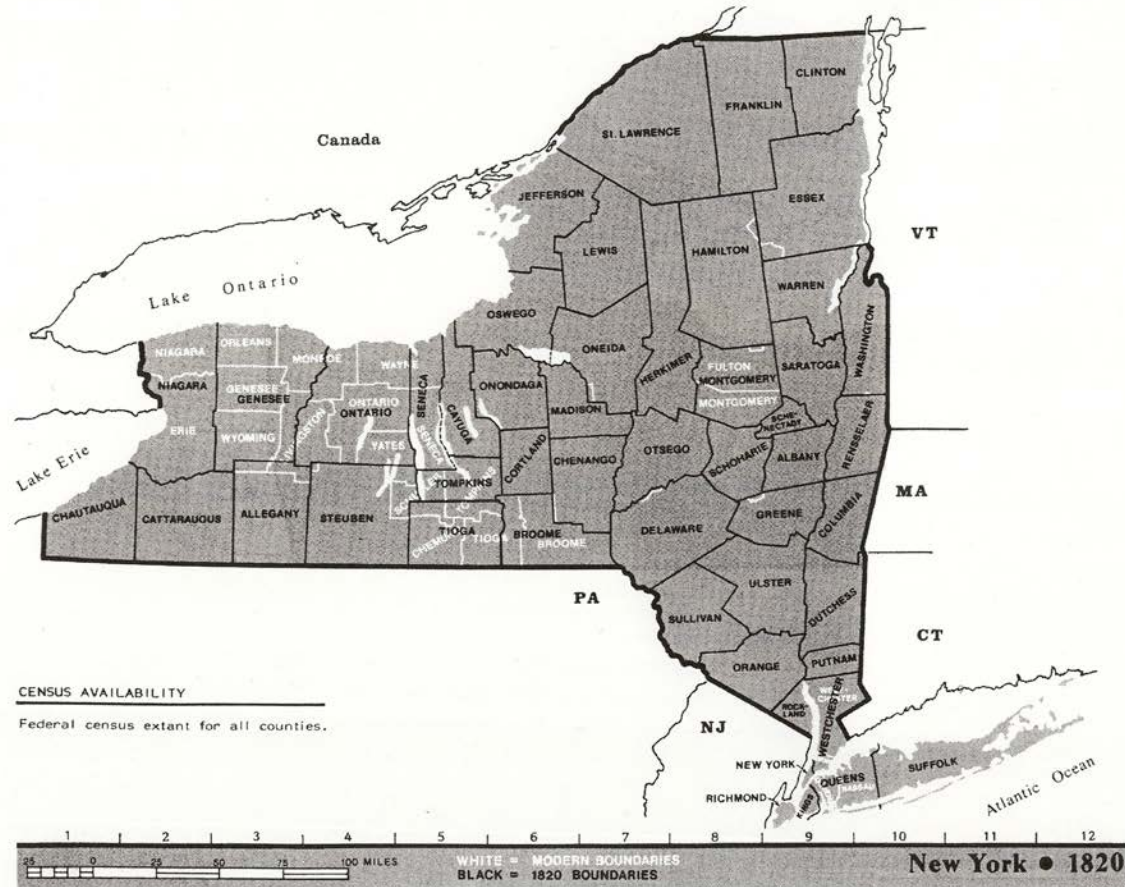 CLINTON
FRANKLIN
ST. LAWRENCE
Canada
JEFFERSON
ESSEX
VT
LEWIS
HAMILTON
Lake Ontario
WARREN
OSWEGO
WASHINGTON
ORLEANS
NIAGARA
MONROE
ONEIDA
HERKIMER
WAYNE
FULTON
SARATOGA
NIAGARA
SENECA
ONONDAGA
MONTGOMERY
GENESEE
GENESEE
ONTARIO
ONTARIO
CAYUGA
MADISON
MONTGOMERY
SCHE-
NECTADY
RENSSELAER
ERIE
WYOMING
LIVINGSTON
YATES
SENECA
OTSEGO
SCHOHARIE
ALBANY
CORTLAND
CHENANGO
Lake Erie
TOMPKINS
MA
CHAUTAUQUA
CATTARAUGUS
ALLEGANY
STEUBEN
GREENE
COLUMBIA
TIOGA
BROOME
DELAWARE
TIOGA
BROOME
ULSTER
PA
SULLIVAN
DUTCHESS
CT
ORANGE
PUTNAM
CENSUS AVAILABILITY
Federal census extant for all counties.
WEST-
CHESTER
ROCK-
LAND
WESTCHESTER
NJ
NEW YORK
QUEENS
SUFFOLK
NASSAU
RICHMOND
KINGS
Atlantic Ocean
1 2 3 4 5 6 7 8 9 10 11 12
25 0 25 50 75 100 MILES
WHITE = MODERN BOUNDARIES
BLACK = 1820 BOUNDARIES
New York ● 1820